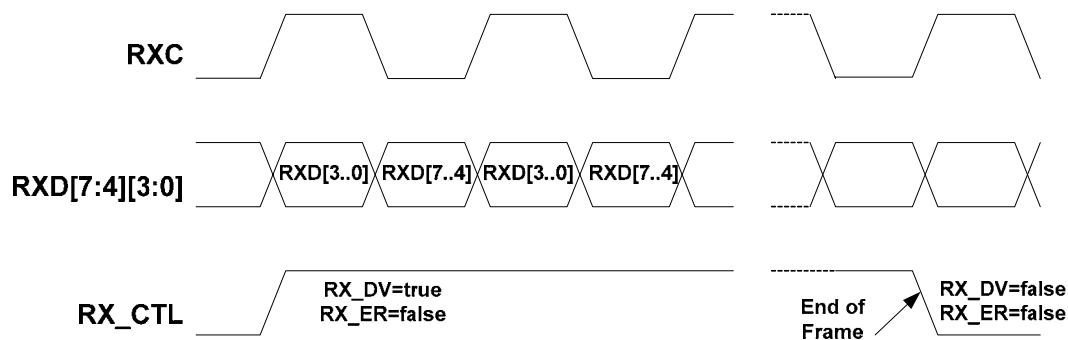 RXC
RXD[7:4][3:0]
RXD[3..0] RXD[7..4] RXD[3..0] RXD[7..4]
RX_CTL
RX_DV=true
RX_ER=false
End of
Frame
RX_DV=false
RX_ER=false